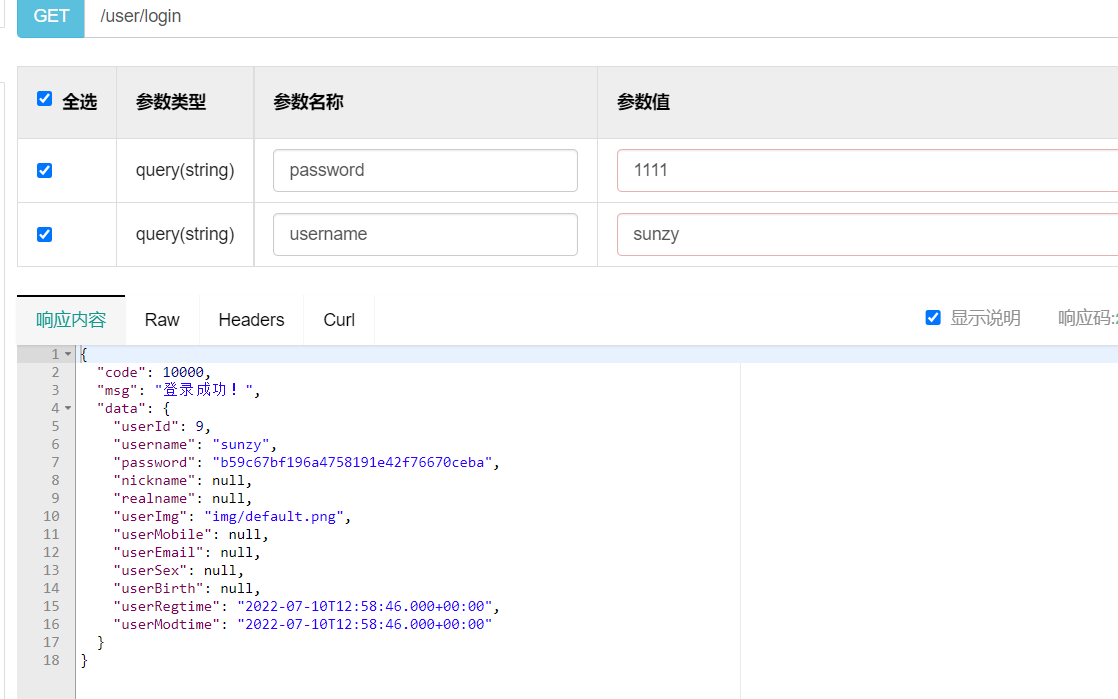 GET /user/login
全选 参数类型 参数名称 参数值
query(string) password 1111
query(string) username sunzy
响应内容 Raw Headers Curl 显示说明 响应码:
1 {
2 "code": 10000,
3 "msg": "登录成功！",
4 "data": {
5 "userId": 9,
6 "username": "sunzy",
7 "password": "b59c67bf196a4758191e42f76670ceba",
8 "nickname": null,
9 "realname": null,
10 "userImg": "img/default.png",
11 "userMobile": null,
12 "userEmail": null,
13 "userSex": null,
14 "userBirth": null,
15 "userRegtime": "2022-07-10T12:58:46.000+00:00",
16 "userModtime": "2022-07-10T12:58:46.000+00:00"
17 }
18 }